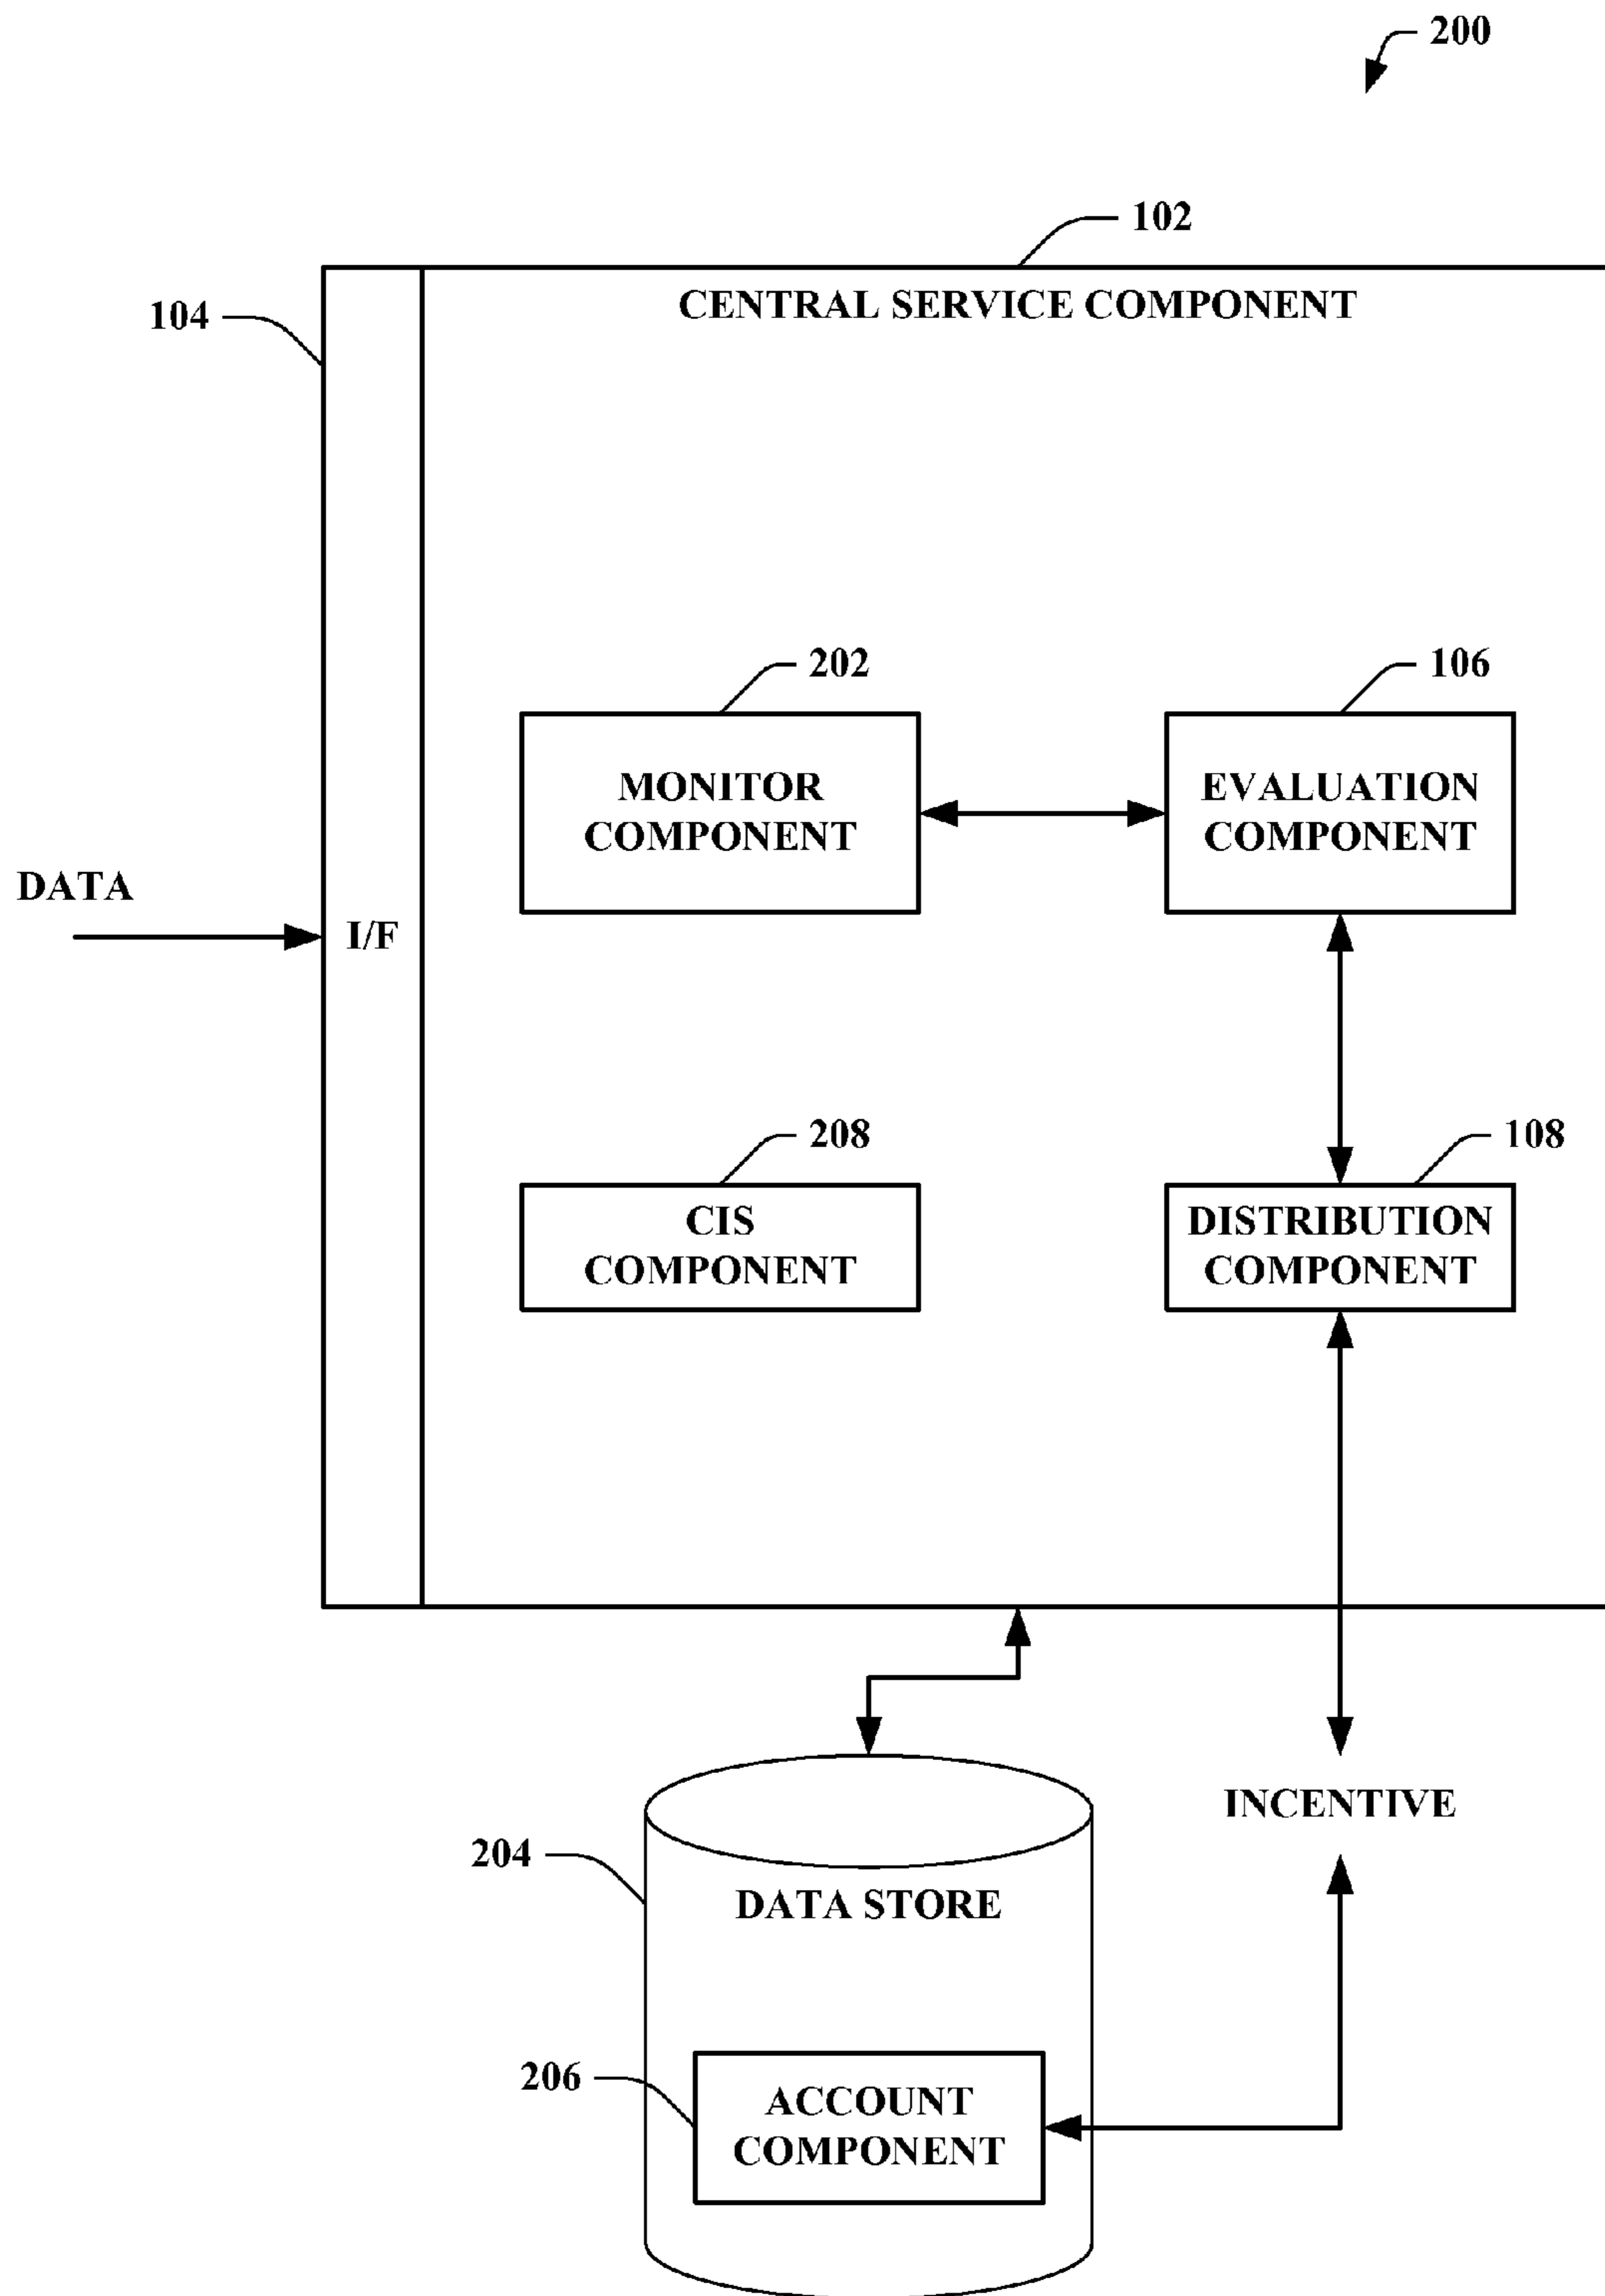 200
102
CENTRAL SERVICE COMPONENT
104
202
106
MONITOR
COMPONENT
EVALUATION
COMPONENT
DATA
I/F
208
108
CIS
COMPONENT
DISTRIBUTION
COMPONENT
INCENTIVE
204
DATA STORE
206
ACCOUNT
COMPONENT